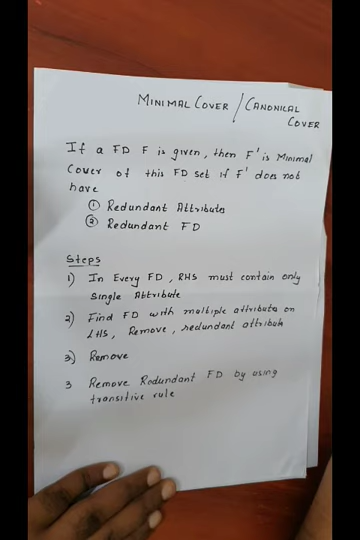 MINIMAL COVER / CANONICAL
COVER
If a FD F is given, then F' is Minimal
Cover of this FD set if F' does not
have
① Redundant Attributes
② Redundant FD
Steps
1) In Every FD, RHS must contain only
Single Attribute
2) Find FD with multiple attributes on
LHS, Remove, redundant attribute
3) Remove
3 Remove Redundant FD by using
transitive rule